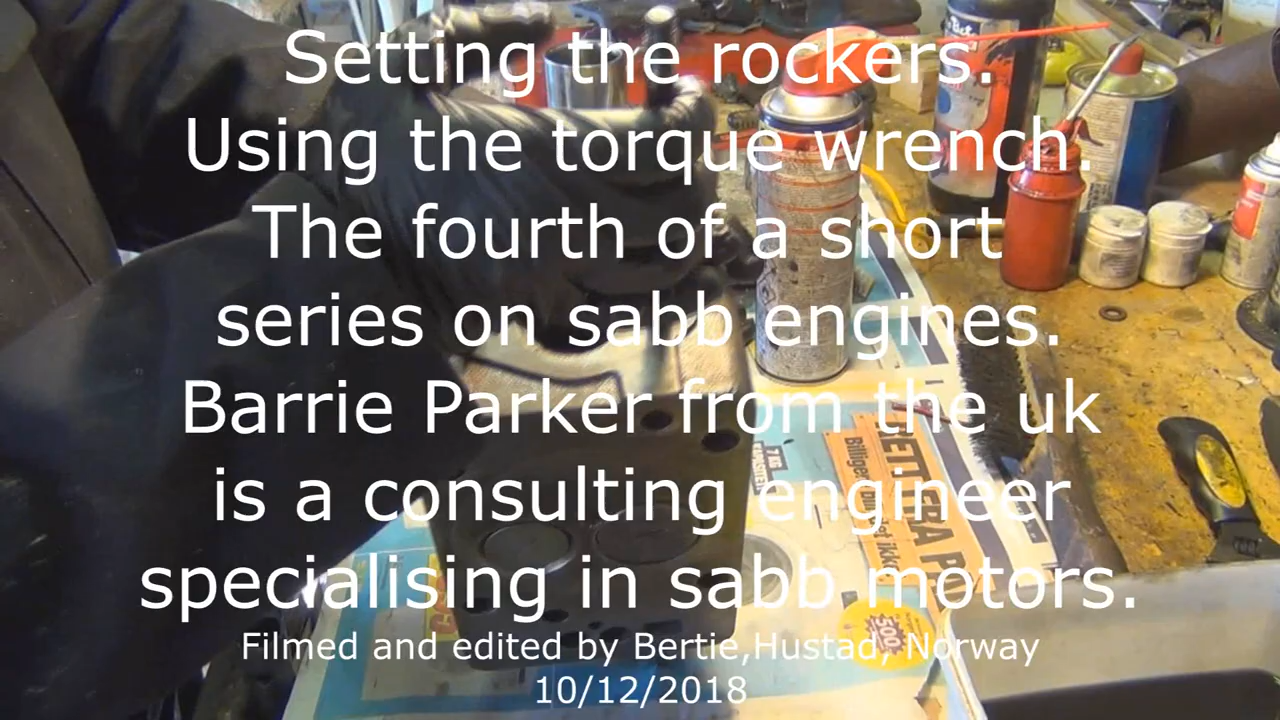 Setting the rockers.
Using the torque wrench.
The fourth of a short
series on sabb engines.
Barrie Parker from the uk
is a consulting engineer
specialising in sabb motors.
Filmed and edited by Bertie,Hustad, Norway
10/12/2018
500